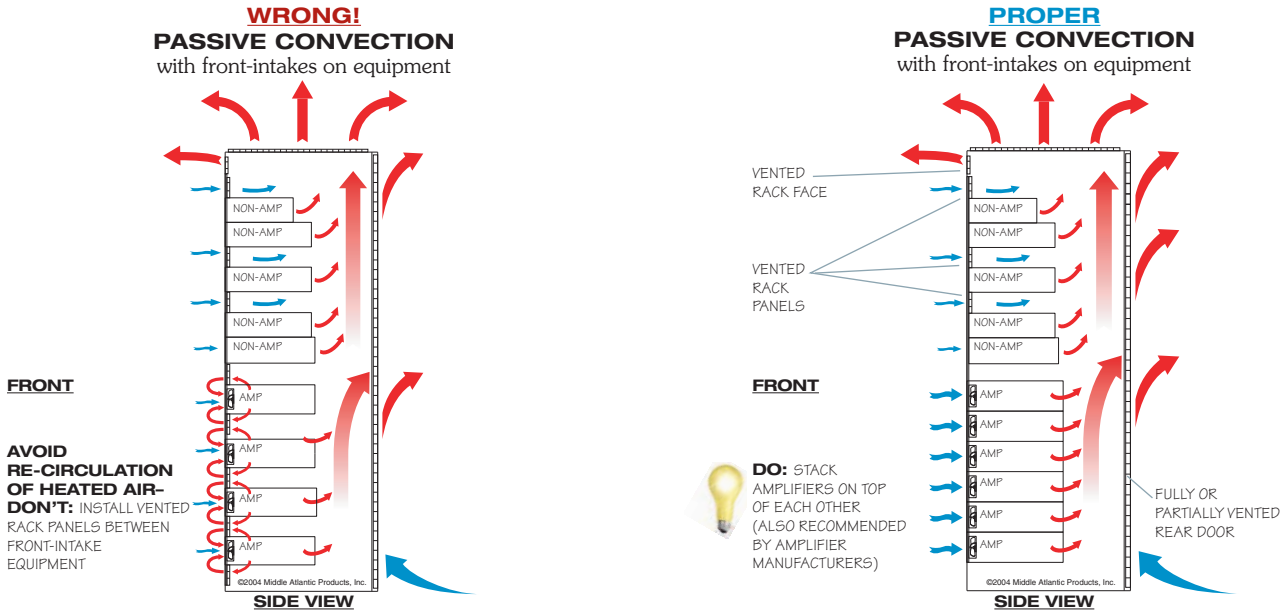 WRONG!
PASSIVE CONVECTION
with front-intakes on equipment
NON-AMP
NON-AMP
NON-AMP
NON-AMP
NON-AMP
FRONT
AMP
AMP
AMP
AMP
AVOID
RE-CIRCULATION
OF HEATED AIR–
DON'T: INSTALL VENTED
RACK PANELS BETWEEN
FRONT-INTAKE
EQUIPMENT
©2004 Middle Atlantic Products, Inc.
SIDE VIEW
PROPER
PASSIVE CONVECTION
with front-intakes on equipment
VENTED
RACK FACE
NON-AMP
NON-AMP
VENTED
RACK
PANELS
NON-AMP
NON-AMP
NON-AMP
FRONT
AMP
AMP
AMP
AMP
AMP
AMP
DO: STACK
AMPLIFIERS ON TOP
OF EACH OTHER
(ALSO RECOMMENDED
BY AMPLIFIER
MANUFACTURERS)
FULLY OR
PARTIALLY VENTED
REAR DOOR
©2004 Middle Atlantic Products, Inc.
SIDE VIEW